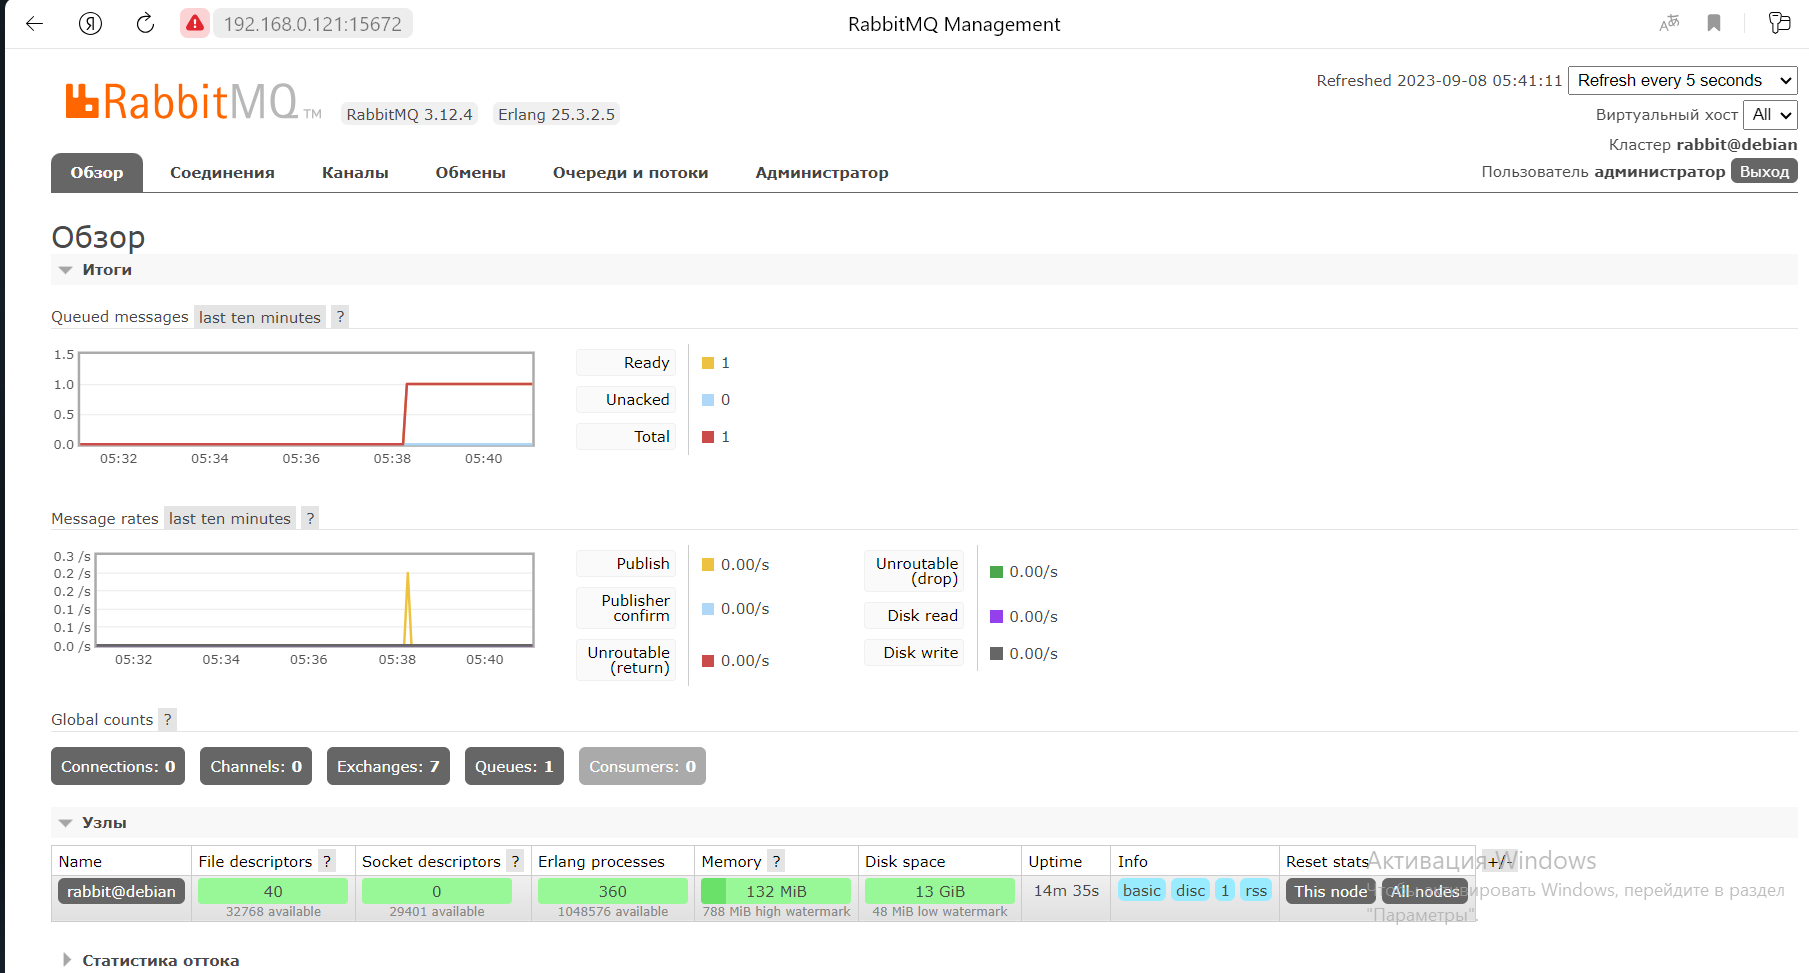 192.168.0.121:15672
RabbitMQ Management
RabbitMQ TM
RabbitMQ 3.12.4
Erlang 25.3.2.5
Refreshed 2023-09-08 05:41:11
Refresh every 5 seconds
Виртуальный хост All
Кластер rabbit@debian
Пользователь администратор Выход
Обзор
Соединения
Каналы
Обмены
Очереди и потоки
Администратор
Обзор
Итоги
Queued messages last ten minutes ?
1.5
1.0
0.5
0.0
05:32 05:34 05:36 05:38 05:40
Ready 1
Unacked 0
Total 1
Message rates last ten minutes ?
0.3 /s
0.2 /s
0.2 /s
0.1 /s
0.1 /s
0.0 /s
05:32 05:34 05:36 05:38 05:40
Publish 0.00/s
Publisher
confirm 0.00/s
Unroutable
(return) 0.00/s
Unroutable
(drop) 0.00/s
Disk read 0.00/s
Disk write 0.00/s
Global counts ?
Connections: 0
Channels: 0
Exchanges: 7
Queues: 1
Consumers: 0
Узлы
Name File descriptors ? Socket descriptors ? Erlang processes Memory ? Disk space Uptime Info Reset stats +/-
rabbit@debian 40 0 360 132 MiB 13 GiB 14m 35s basic disc 1 rss This node All nodes
32768 available 29401 available 1048576 available 788 MiB high watermark 48 MiB low watermark
Активация Windows
Чтобы активировать Windows, перейдите в раздел
"Параметры".
Статистика оттока